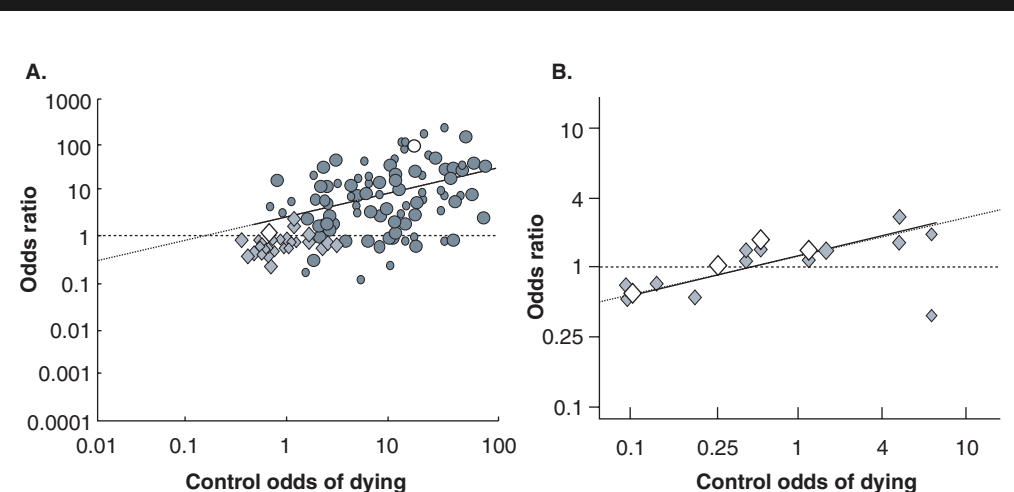 A.
1000
100
10
1
0.1
0.01
0.001
0.0001
Odds ratio
0.01 0.1 1 10 100
Control odds of dying
B.
10
4
1
0.25
0.1
Odds ratio
0.1 0.25 1 4 10
Control odds of dying